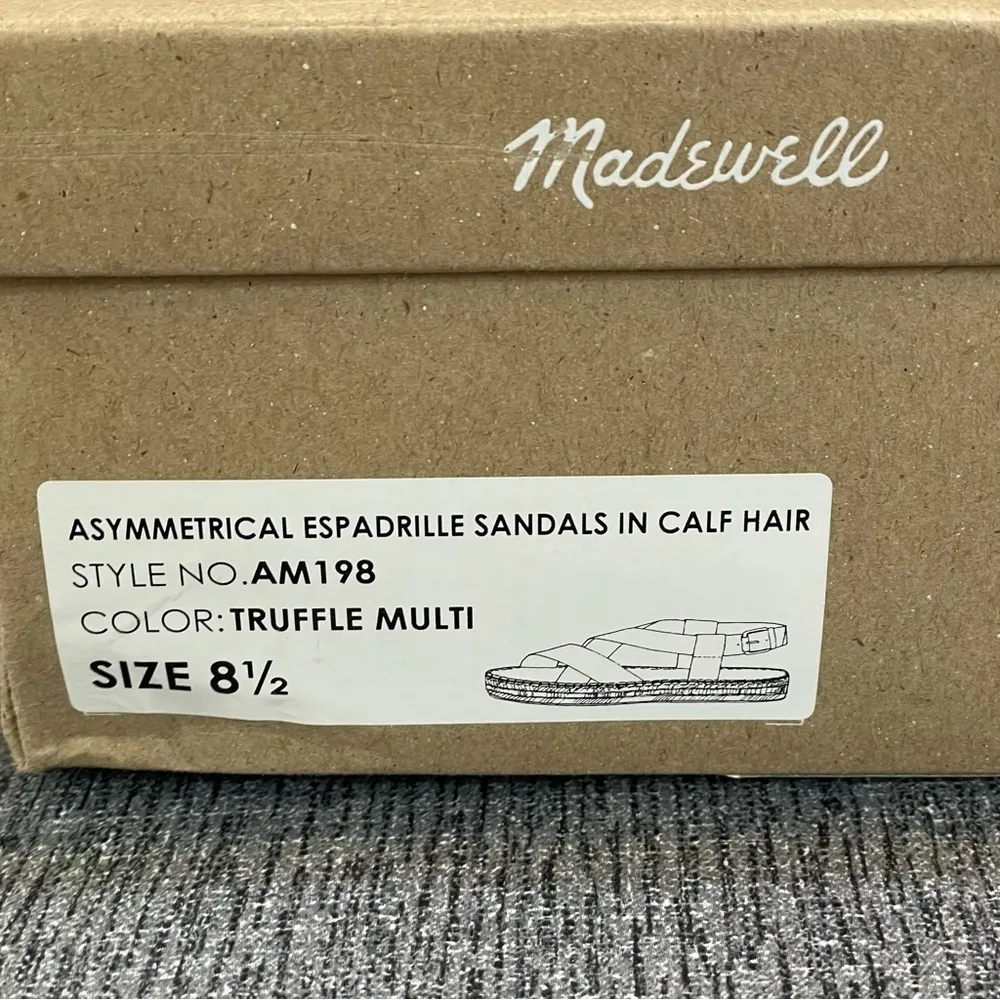 Madewell
ASYMMETRICAL ESPADRILLE SANDALS IN CALF HAIR
STYLE NO.AM198
COLOR:TRUFFLE MULTI
SIZE 8½